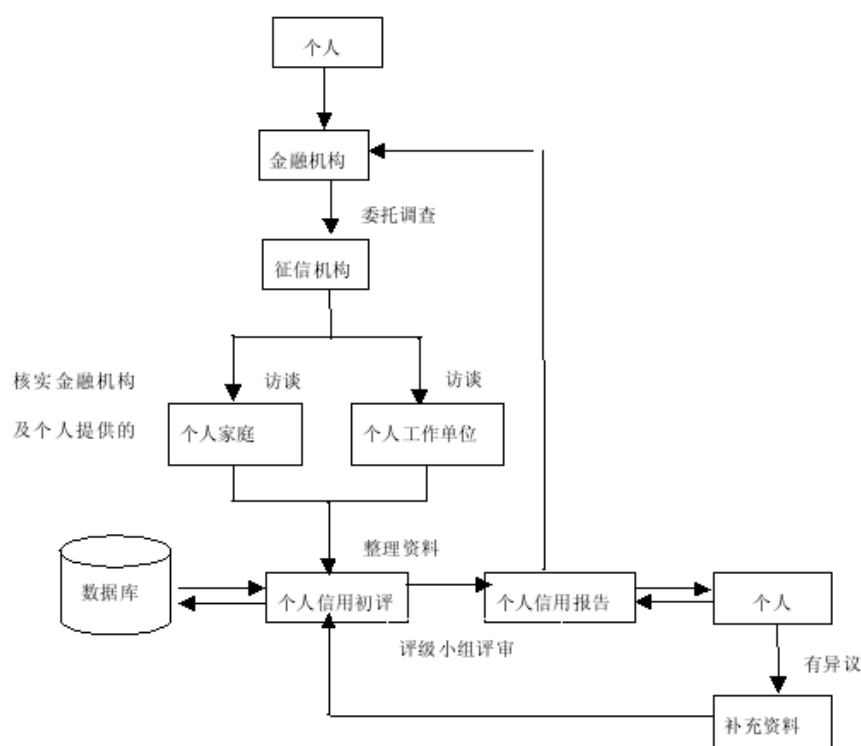 个人
金融机构
委托调查
征信机构
核实金融机构
访谈
访谈
及个人提供的
个人家庭
个人工作单位
整理资料
数据库
个人信用初评
个人信用报告
个人
评级小组评审
有异议
补充资料